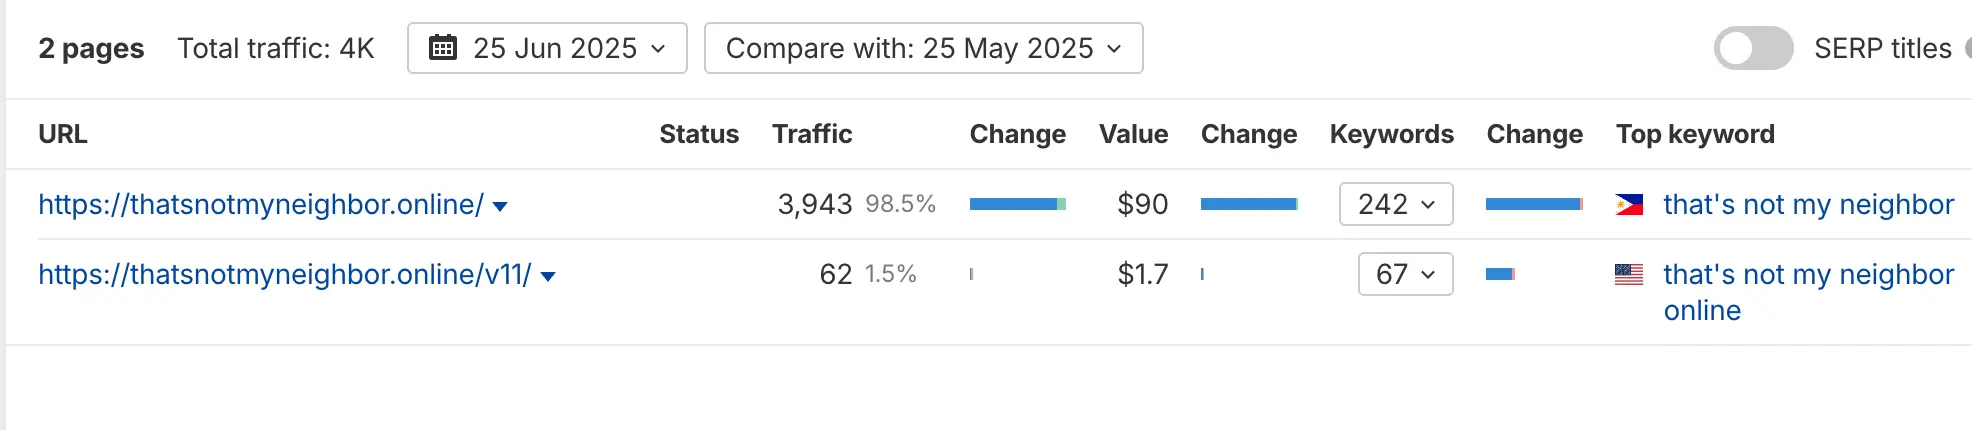 2 pages Total traffic: 4K 25 Jun 2025 Compare with: 25 May 2025 SERP titles
URL Status Traffic Change Value Change Keywords Change Top keyword
https://thatsnotmyneighbor.online/ 3,943 98.5% $90 242 that's not my neighbor
https://thatsnotmyneighbor.online/v11/ 62 1.5% $1.7 67 that's not my neighbor
online